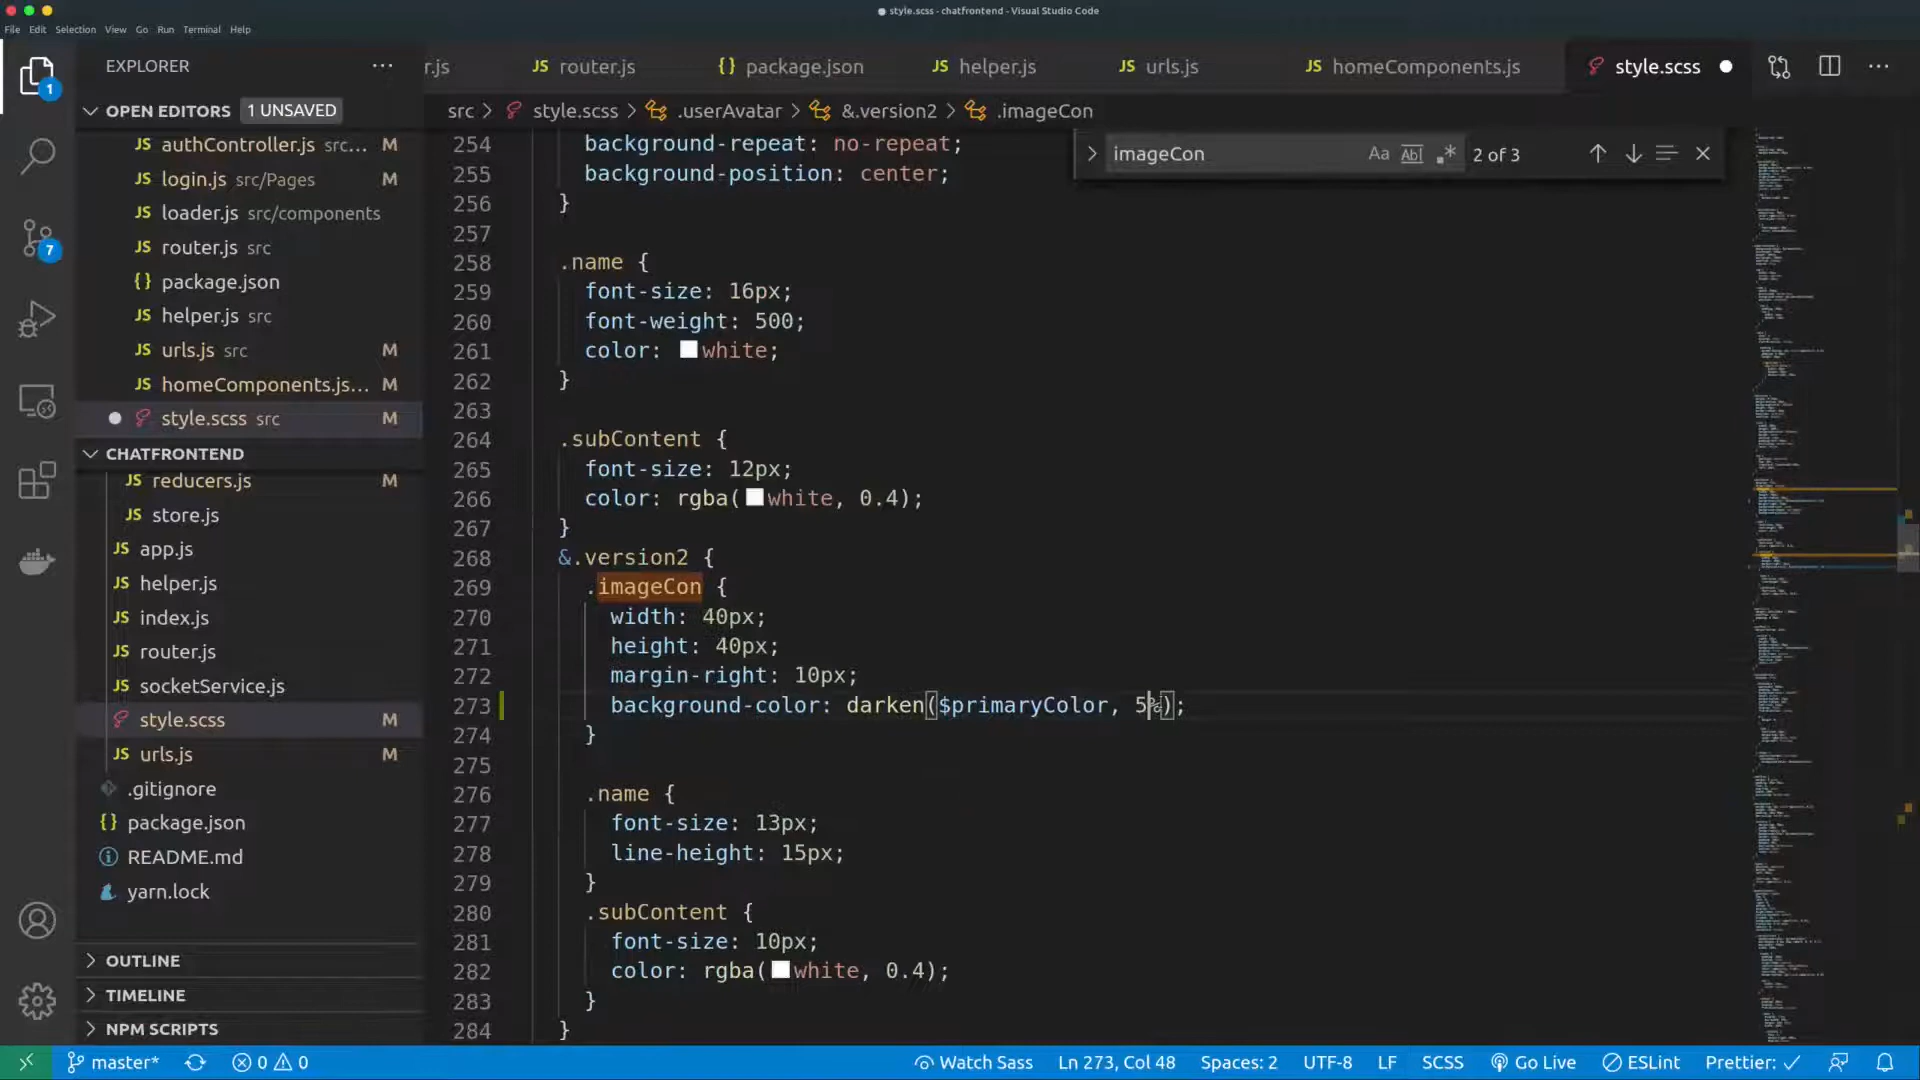 style.scss - chatfrontend - Visual Studio Code
File Edit Selection View Go Run Terminal Help
EXPLORER
r.js
JS router.js
{} package.json
JS helper.js
JS urls.js
JS homeComponents.js
style.scss
OPEN EDITORS 1 UNSAVED
src > style.scss > .userAvatar > &.version2 > .imageCon
imageCon Aa Abl .* 2 of 3
JS authController.js src... M
JS login.js src/Pages M
JS loader.js src/components
JS router.js src
{} package.json
JS helper.js src
JS urls.js src M
JS homeComponents.js... M
style.scss src M
CHATFRONTEND
JS reducers.js M
JS store.js
JS app.js
JS helper.js
JS index.js
JS router.js
JS socketService.js
style.scss M
JS urls.js M
.gitignore
{} package.json
README.md
yarn.lock
OUTLINE
TIMELINE
NPM SCRIPTS
254 background-repeat: no-repeat;
255 background-position: center;
256 }
257
258 .name {
259 font-size: 16px;
260 font-weight: 500;
261 color: white;
262 }
263
264 .subContent {
265 font-size: 12px;
266 color: rgba(white, 0.4);
267 }
268 &.version2 {
269 .imageCon {
270 width: 40px;
271 height: 40px;
272 margin-right: 10px;
273 background-color: darken($primaryColor, 5%);
274 }
275
276 .name {
277 font-size: 13px;
278 line-height: 15px;
279 }
280 .subContent {
281 font-size: 10px;
282 color: rgba(white, 0.4);
283 }
284 }
1
7
master* 0 0 Watch Sass Ln 273, Col 48 Spaces: 2 UTF-8 LF SCSS Go Live ESLint Prettier: ✓